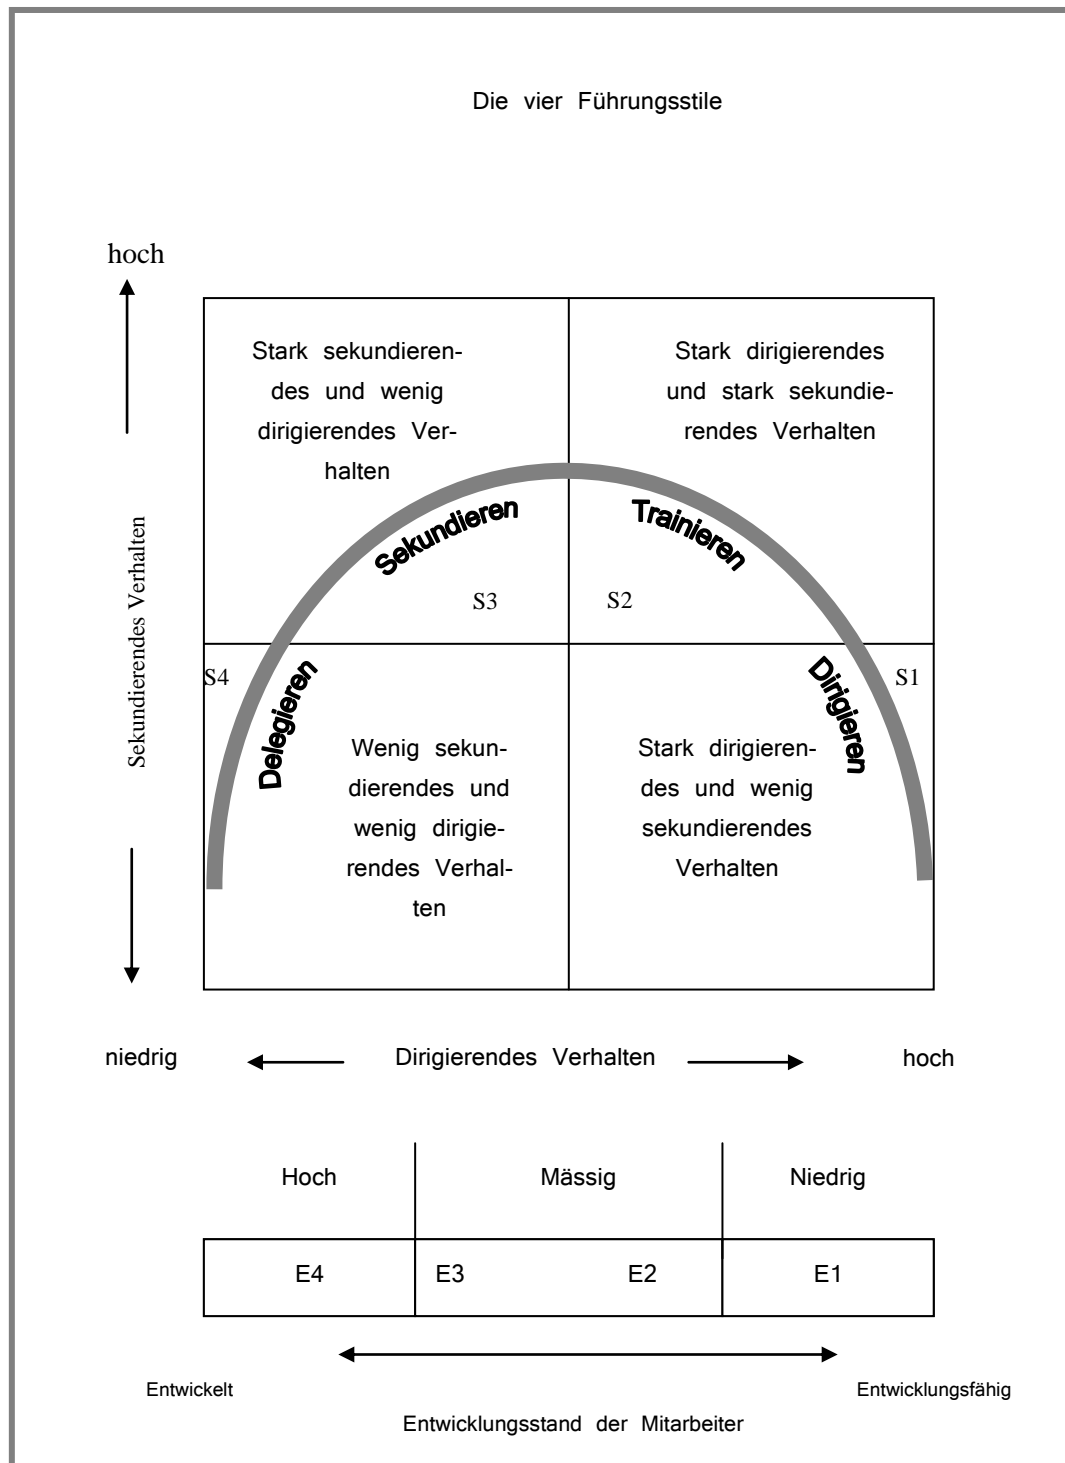 Die vier Führungsstile
hoch
Stark sekundieren-
des und wenig
dirigierendes Ver-
halten
Stark dirigierendes
und stark sekundie-
rendes Verhalten
Sekundieren
Trainieren
S3
S2
Sekundierendes Verhalten
S4
Delegieren
Dirigieren
S1
Wenig sekun-
dierendes und
wenig dirigie-
rendes Verhal-
ten
Stark dirigieren-
des und wenig
sekundierendes
Verhalten
niedrig
Dirigierendes Verhalten
hoch
Hoch
Mässig
Niedrig
E4
E3
E2
E1
Entwickelt
Entwicklungsfähig
Entwicklungsstand der Mitarbeiter